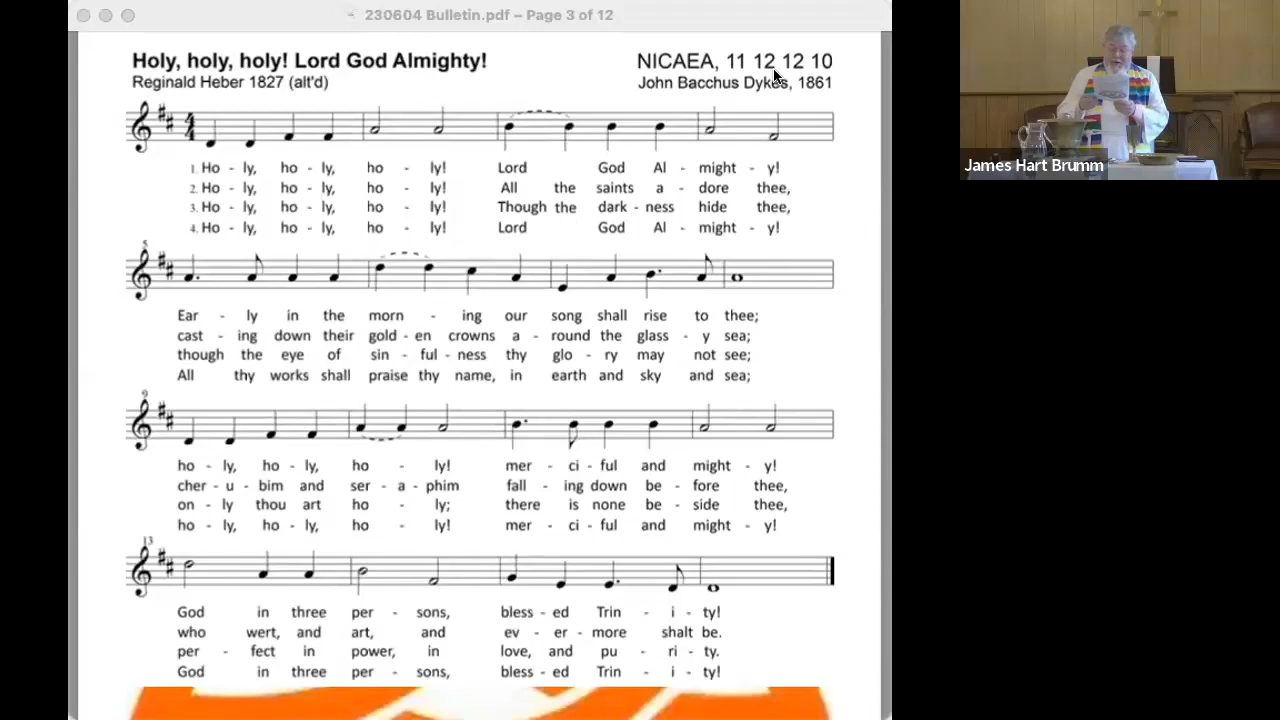 230604 Bulletin.pdf – Page 3 of 12
Holy, holy, holy! Lord God Almighty!
NICAEA, 11 12 12 10
Reginald Heber 1827 (alt'd)
John Bacchus Dykes, 1861
1. Ho - ly, ho - ly, ho - ly! Lord God Al - might - y!
2. Ho - ly, ho - ly, ho - ly! All the saints a - dore thee,
3. Ho - ly, ho - ly, ho - ly! Though the dark - ness hide thee,
4. Ho - ly, ho - ly, ho - ly! Lord God Al - might - y!
5
Ear - ly in the morn - ing our song shall rise to thee;
cast - ing down their gold - en crowns a - round the glass - y sea;
though the eye of sin - ful - ness thy glo - ry may not see;
All thy works shall praise thy name, in earth and sky and sea;
9
ho - ly, ho - ly, ho - ly! mer - ci - ful and might - y!
cher - u - bim and ser - a - phim fall - ing down be - fore thee,
on - ly thou art ho - ly; there is none be - side thee,
ho - ly, ho - ly, ho - ly! mer - ci - ful and might - y!
13
God in three per - sons, bless - ed Trin - i - ty!
who wert, and art, and ev - er - more shalt be.
per - fect in power, in love, and pu - ri - ty.
God in three per - sons, bless - ed Trin - i - ty!
James Hart Brumm